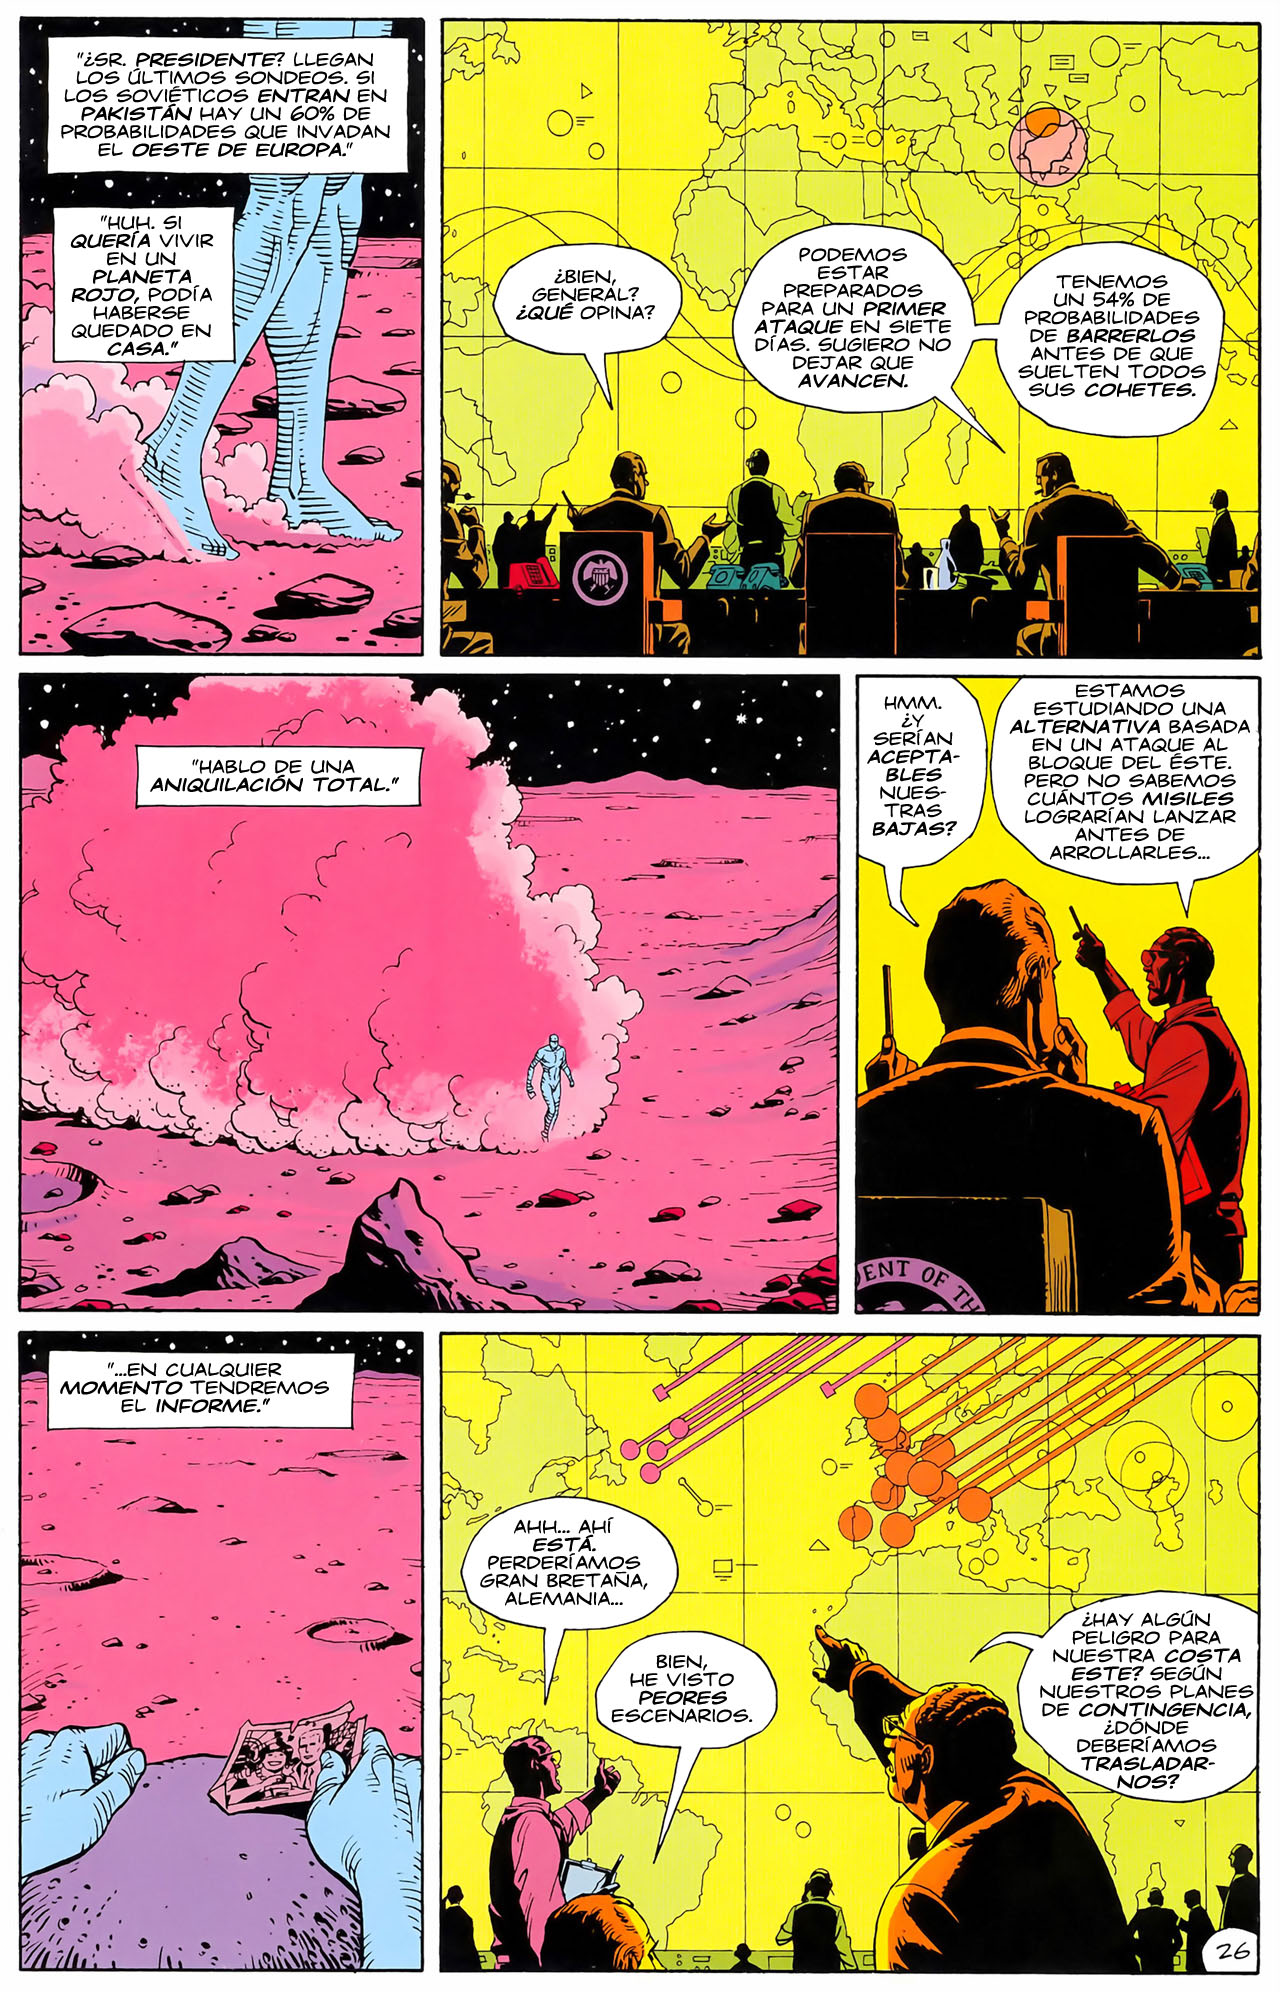 "¿SR. PRESIDENTE? LLEGAN
LOS ÚLTIMOS SONDEOS. SI
LOS SOVIÉTICOS ENTRAN EN
PAKISTÁN HAY UN 60% DE
PROBABILIDADES QUE INVADAN
EL OESTE DE EUROPA."
"HUH. SI
QUERÍA VIVIR
EN UN
PLANETA
ROJO, PODÍA
HABERSE
QUEDADO EN
CASA."
¿BIEN,
GENERAL?
¿QUÉ OPINA?
PODEMOS
ESTAR
PREPARADOS
PARA UN PRIMER
ATAQUE EN SIETE
DÍAS. SUGIERO NO
DEJAR QUE
AVANCEN.
TENEMOS
UN 54% DE
PROBABILIDADES
DE BARRERLOS
ANTES DE QUE
SUELTEN TODOS
SUS COHETES.
"HABLO DE UNA
ANIQUILACIÓN TOTAL."
HMM.
¿Y
SERÍAN
ACEPTA-
BLES
NUES-
TRAS
BAJAS?
ESTAMOS
ESTUDIANDO UNA
ALTERNATIVA BASADA
EN UN ATAQUE AL
BLOQUE DEL ÉSTE.
PERO NO SABEMOS
CUÁNTOS MISILES
LOGRARÍAN LANZAR
ANTES DE
ARROLLARLES...
DENT OF TH
"...EN CUALQUIER
MOMENTO TENDREMOS
EL INFORME."
AHH... AHÍ
ESTÁ.
PERDERÍAMOS
GRAN BRETAÑA,
ALEMANIA...
BIEN,
HE VISTO
PEORES
ESCENARIOS.
¿HAY ALGÚN
PELIGRO PARA
NUESTRA COSTA
ESTE? SEGÚN
NUESTROS PLANES
DE CONTINGENCIA,
¿DÓNDE
DEBERÍAMOS
TRASLADAR-
NOS?
26